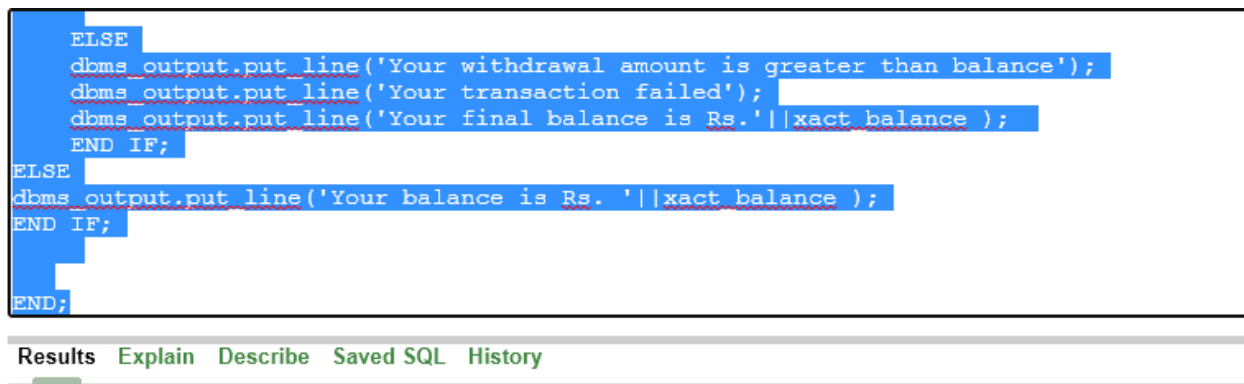 ELSE
dbms_output.put_line('Your withdrawal amount is greater than balance');
dbms_output.put_line('Your transaction failed');
dbms_output.put_line('Your final balance is Rs.'||xact_balance );
END IF;
ELSE
dbms_output.put_line('Your balance is Rs. '||xact_balance );
END IF;
END;
Results Explain Describe Saved SQL History